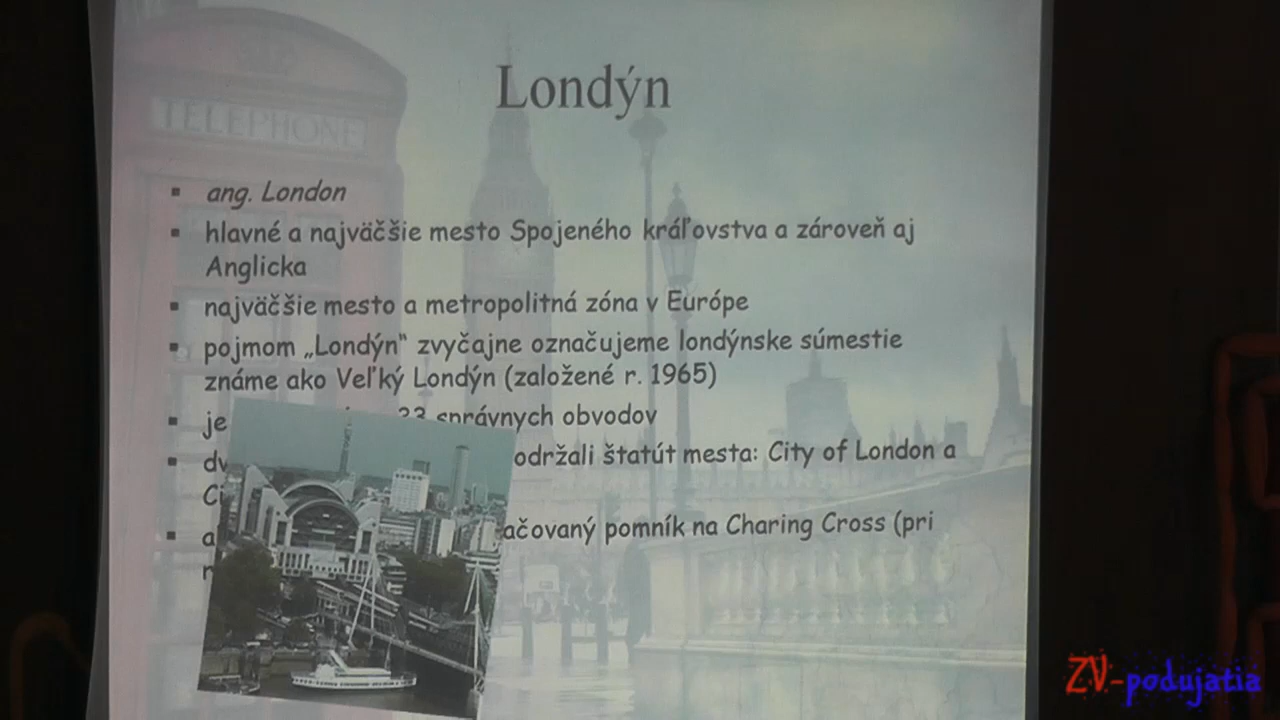 Londýn
TELEPHONE
ang. London
hlavné a najväčšie mesto Spojeného kráľovstva a zároveň aj
Anglicka
najväčšie mesto a metropolitná zóna v Európe
pojmom „Londýn“ zvyčajne označujeme londýnske súmestie
známe ako Veľký Londýn (založené r. 1965)
je 33 správnych obvodov
štatút mesta: City of London a
pomník na Charing Cross (pri
ZV-podujatia